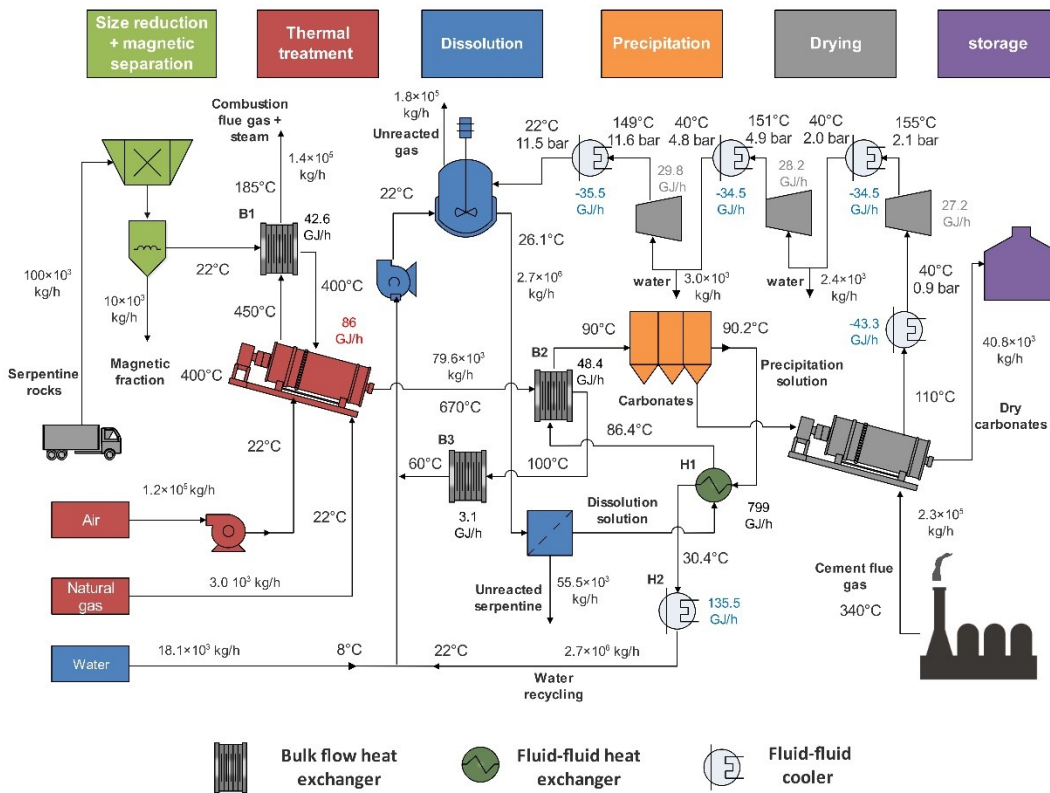 Size reduction
+ magnetic
separation
Thermal
treatment
Dissolution
Precipitation
Drying
storage
Combustion
flue gas +
steam
1.4×10⁵
kg/h
185°C
B1
42.6
GJ/h
22°C
400°C
450°C
100×10³
kg/h
10×10³
kg/h
Magnetic
fraction
Serpentine
rocks
86
GJ/h
400°C
22°C
22°C
1.2×10⁵ kg/h
Air
Natural
gas
3.0 10³ kg/h
Water
18.1×10³ kg/h
8°C
22°C
2.7×10⁶ kg/h
Water
recycling
1.8×10⁵
kg/h
Unreacted
gas
22°C
26.1°C
2.7×10⁶
kg/h
79.6×10³
kg/h
670°C
B2
48.4
GJ/h
90°C
90.2°C
Carbonates
Precipitation
solution
86.4°C
B3
60°C
100°C
3.1
GJ/h
H1
799
GJ/h
Dissolution
solution
30.4°C
Unreacted
serpentine
55.5×10³
kg/h
H2
135.5
GJ/h
22°C
11.5 bar
149°C
11.6 bar
40°C
4.8 bar
151°C
4.9 bar
40°C
2.0 bar
155°C
2.1 bar
-35.5
GJ/h
29.8
GJ/h
-34.5
GJ/h
28.2
GJ/h
-34.5
GJ/h
27.2
GJ/h
water
3.0×10³
kg/h
water
2.4×10³
kg/h
40°C
0.9 bar
-43.3
GJ/h
110°C
40.8×10³
kg/h
Dry
carbonates
2.3×10⁵
kg/h
Cement flue
gas
340°C
Bulk flow heat
exchanger
Fluid-fluid heat
exchanger
Fluid-fluid
cooler